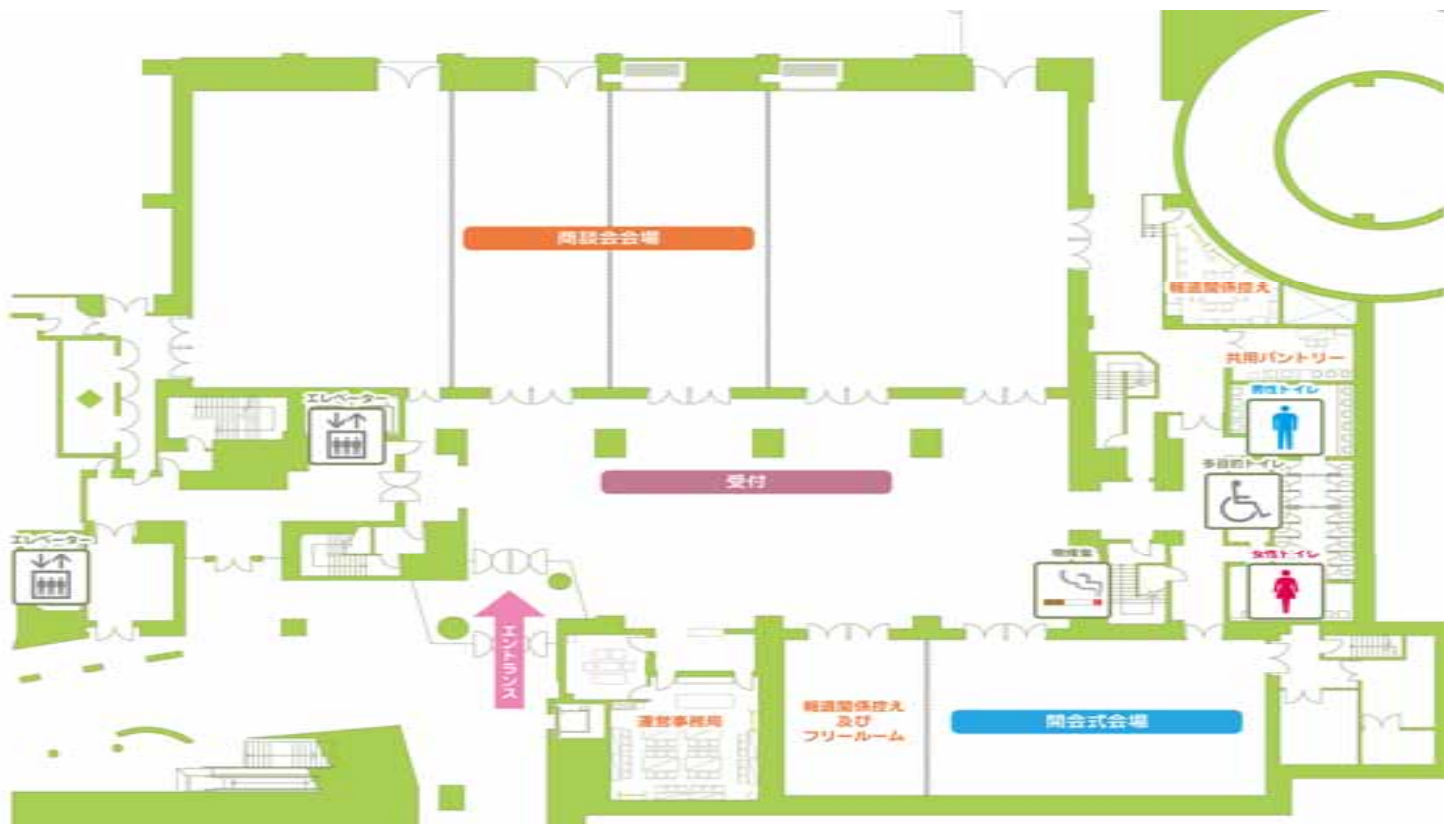 商談会会場
報道関係控え
共用パントリー
男性トイレ
エレベーター
多目的トイレ
受付
エレベーター
喫煙室
女性トイレ
エントランス
運営事務局
報道関係控え
及び
フリールーム
開会式会場